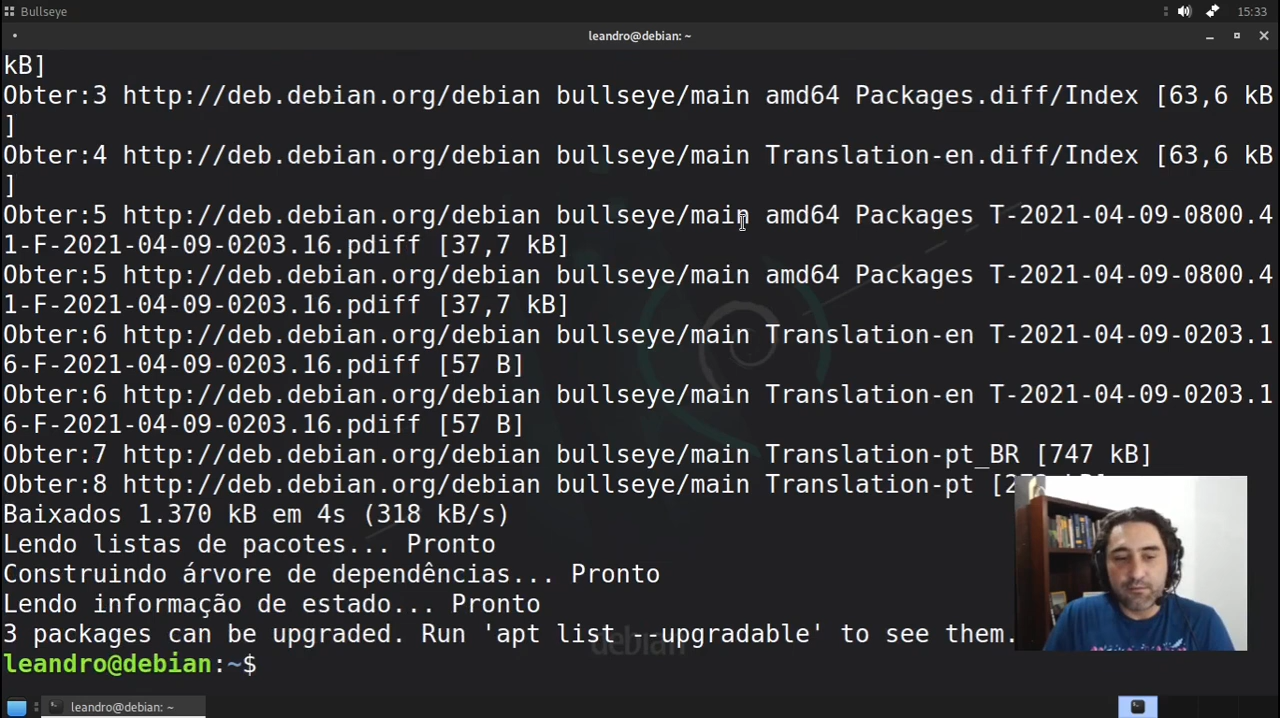 Bullseye
15:33
leandro@debian: ~
kB]
Obter:3 http://deb.debian.org/debian bullseye/main amd64 Packages.diff/Index [63,6 kB
]
Obter:4 http://deb.debian.org/debian bullseye/main Translation-en.diff/Index [63,6 kB
]
Obter:5 http://deb.debian.org/debian bullseye/main amd64 Packages T-2021-04-09-0800.4
1-F-2021-04-09-0203.16.pdiff [37,7 kB]
Obter:5 http://deb.debian.org/debian bullseye/main amd64 Packages T-2021-04-09-0800.4
1-F-2021-04-09-0203.16.pdiff [37,7 kB]
Obter:6 http://deb.debian.org/debian bullseye/main Translation-en T-2021-04-09-0203.1
6-F-2021-04-09-0203.16.pdiff [57 B]
Obter:6 http://deb.debian.org/debian bullseye/main Translation-en T-2021-04-09-0203.1
6-F-2021-04-09-0203.16.pdiff [57 B]
Obter:7 http://deb.debian.org/debian bullseye/main Translation-pt_BR [747 kB]
Obter:8 http://deb.debian.org/debian bullseye/main Translation-pt
Baixados 1.370 kB em 4s (318 kB/s)
Lendo listas de pacotes... Pronto
Construindo árvore de dependências... Pronto
Lendo informação de estado... Pronto
3 packages can be upgraded. Run 'apt list --upgradable' to see them.
debian
leandro@debian:~$
leandro@debian: ~